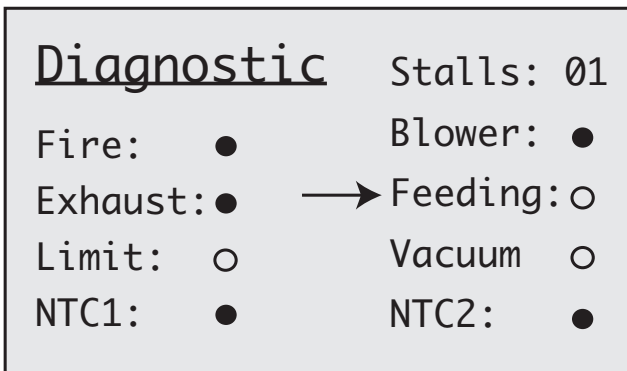 Diagnostic
Stalls: 01
Fire:
Blower:
Exhaust:
Feeding:
Limit:
Vacuum
NTC1:
NTC2: